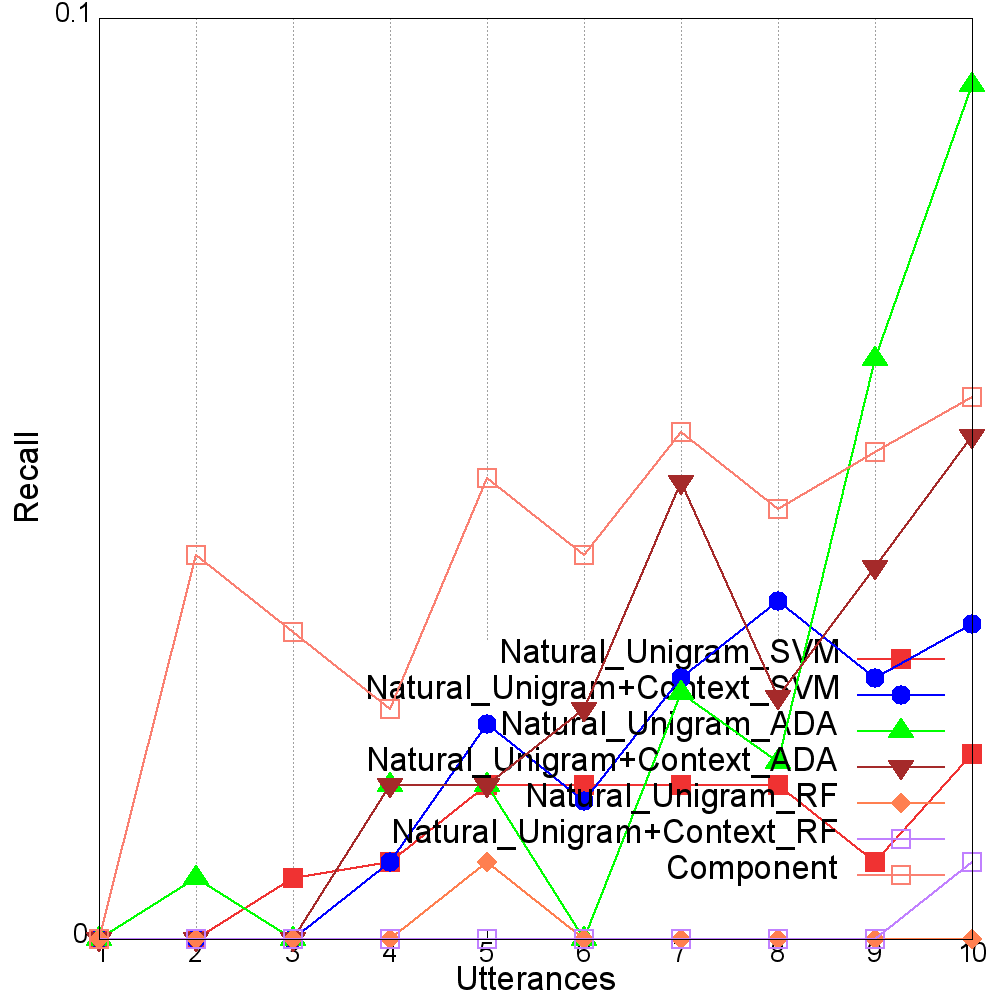 0.1
Recall
Natural_Unigram_SVM
Natural_Unigram+Context_SVM
Natural_Unigram_ADA
Natural_Unigram+Context_ADA
Natural_Unigram_RF
Natural_Unigram+Context_RF
Component
0
1 2 3 4 5 6 7 8 9 10
Utterances